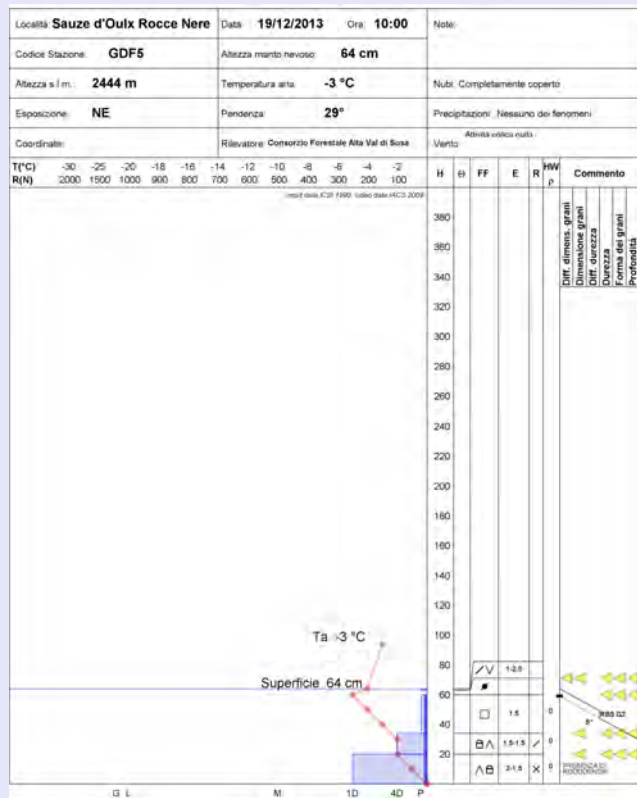 Località: Sauze d'Oulx Rocce Nere Data: 19/12/2013 Ora: 10:00 Note:
Codice Stazione: GDF5 Altezza manto nevoso: 64 cm
Altezza s.l.m.: 2444 m Temperatura aria: -3 °C Nubi: Completamente coperto
Esposizione: NE Pendenza: 29° Precipitazioni: Nessuno dei fenomeni
Coordinate: Rilevatore: Consorzio Forestale Alta Val di Susa Vento: Attività eolica nulla
T(°C) -30 -25 -20 -18 -16 -14 -12 -10 -8 -6 -4 -2
R(N) 2000 1500 1000 900 800 700 600 500 400 300 200 100
H Θ FF E R HW ρ Commento
Diff. dimens. grani
Dimensione grani
Diff. durezza
Durezza
Forma dei grani
Profondità
380
360
340
320
300
280
260
240
220
200
180
160
140
120
100
Ta -3 °C
80
1-2,0
Superficie 64 cm
60
1,5 0
RB5 G2
5°
40
1,5-1,5 0
20
2-1,5 0
PRESENZA DI
G L M 1D 4D P